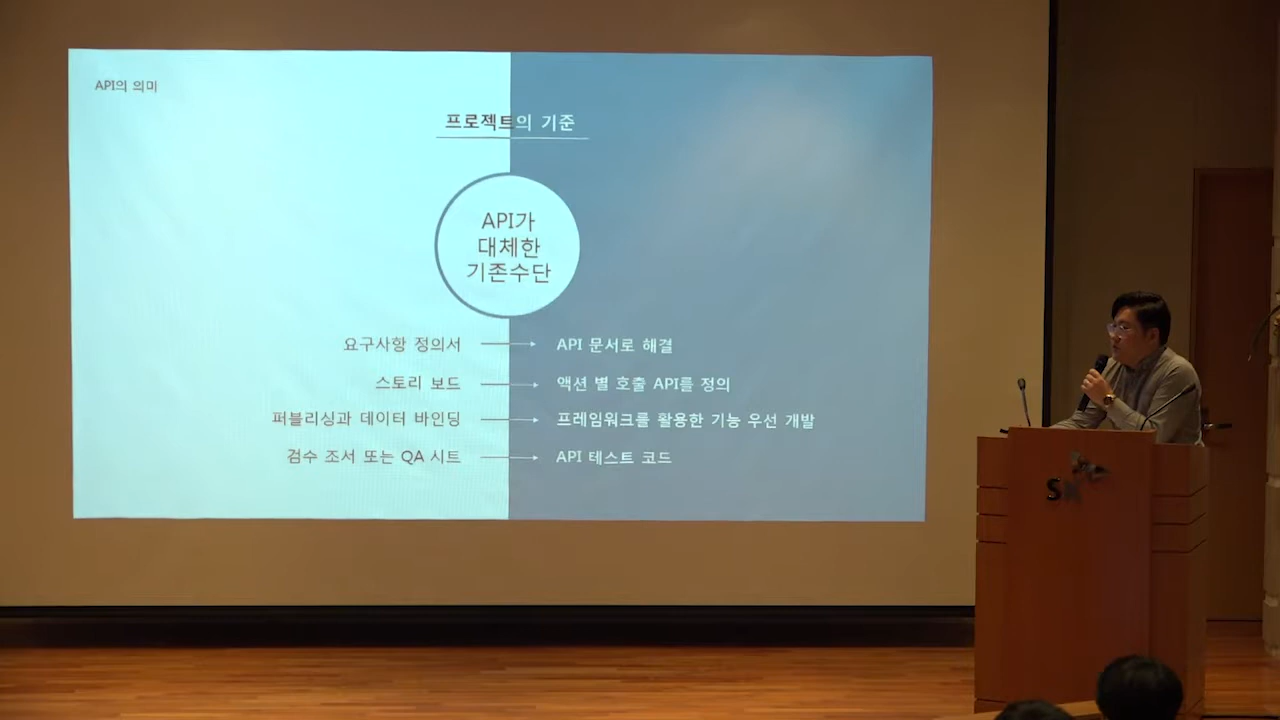 API의 의미
프로젝트의 기준
API가
대체한
기존수단
요구사항 정의서 → API 문서로 해결
스토리 보드 → 액션 별 호출 API를 정의
퍼블리싱과 데이터 바인딩 → 프레임워크를 활용한 기능 우선 개발
검수 조서 또는 QA 시트 → API 테스트 코드
SK